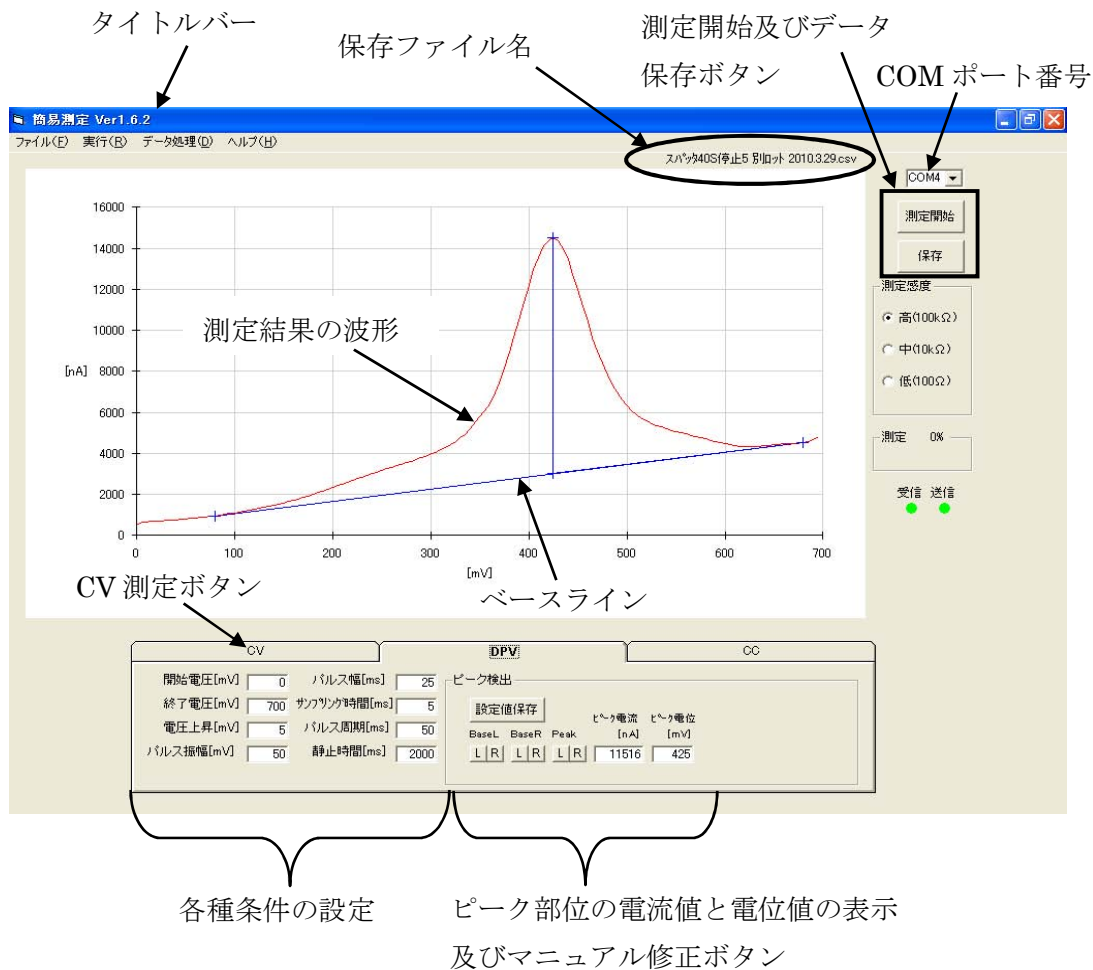 タイトルバー
保存ファイル名
測定開始及びデータ
保存ボタン
COM ポート番号
簡易測定 Ver1.6.2
ファイル(F) 実行(R) データ処理(D) ヘルプ(H)
スパッタ40S(停止5 別ロット 2010.3.29.csv
COM4
測定開始
保存
測定感度
高(100kΩ)
中(10kΩ)
低(100Ω)
測定 0%
受信 送信
16000
14000
12000
10000
[nA] 8000
6000
4000
2000
0
0 100 200 300 400 500 600 700
[mV]
測定結果の波形
ベースライン
CV 測定ボタン
CV DPV CC
開始電圧[mV] 0 パルス幅[ms] 25
終了電圧[mV] 700 サンプリング時間[ms] 5
電圧上昇[mV] 5 パルス周期[ms] 50
パルス振幅[mV] 50 静止時間[ms] 2000
ピーク検出
設定値保存
ピーク電流 ピーク電位
BaseL BaseR Peak [nA] [mV]
L R L R L R 11516 425
各種条件の設定
ピーク部位の電流値と電位値の表示
及びマニュアル修正ボタン